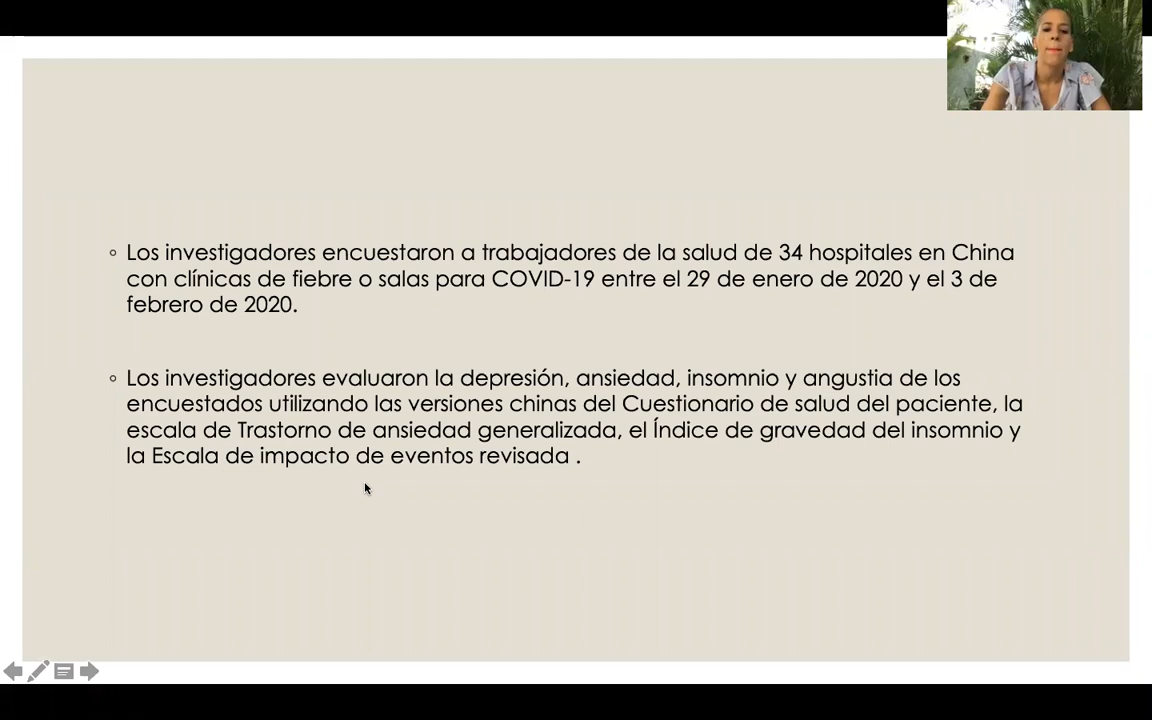 ◦ Los investigadores encuestaron a trabajadores de la salud de 34 hospitales en China
con clínicas de fiebre o salas para COVID-19 entre el 29 de enero de 2020 y el 3 de
febrero de 2020.
◦ Los investigadores evaluaron la depresión, ansiedad, insomnio y angustia de los
encuestados utilizando las versiones chinas del Cuestionario de salud del paciente, la
escala de Trastorno de ansiedad generalizada, el Índice de gravedad del insomnio y
la Escala de impacto de eventos revisada .